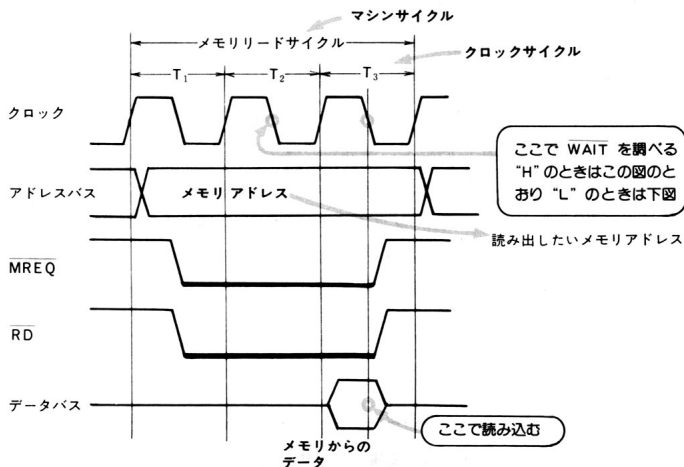 マシンサイクル
メモリリードサイクル
クロックサイクル
T₁
T₂
T₃
クロック
ここで WAIT を調べる
"H" のときはこの図のと
おり "L" のときは下図
アドレスバス
メモリ アドレス
読み出したいメモリアドレス
MREQ
RD
データバス
ここで読み込む
メモリからの
データ